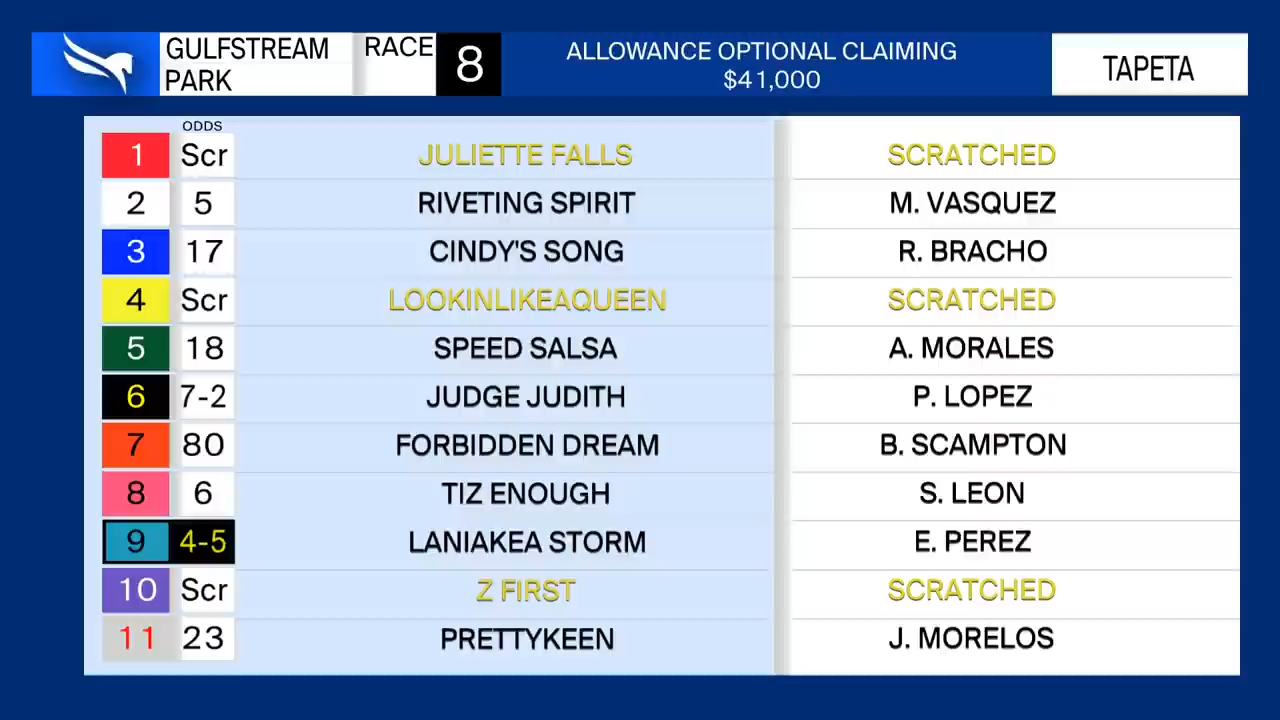 GULFSTREAM PARK RACE 8 ALLOWANCE OPTIONAL CLAIMING $41,000 TAPETA
ODDS
1 Scr JULIETTE FALLS SCRATCHED
2 5 RIVETING SPIRIT M. VASQUEZ
3 17 CINDY'S SONG R. BRACHO
4 Scr LOOKINLIKEAQUEEN SCRATCHED
5 18 SPEED SALSA A. MORALES
6 7-2 JUDGE JUDITH P. LOPEZ
7 80 FORBIDDEN DREAM B. SCAMPTON
8 6 TIZ ENOUGH S. LEON
9 4-5 LANIAKEA STORM E. PEREZ
10 Scr Z FIRST SCRATCHED
11 23 PRETTYKEEN J. MORELOS